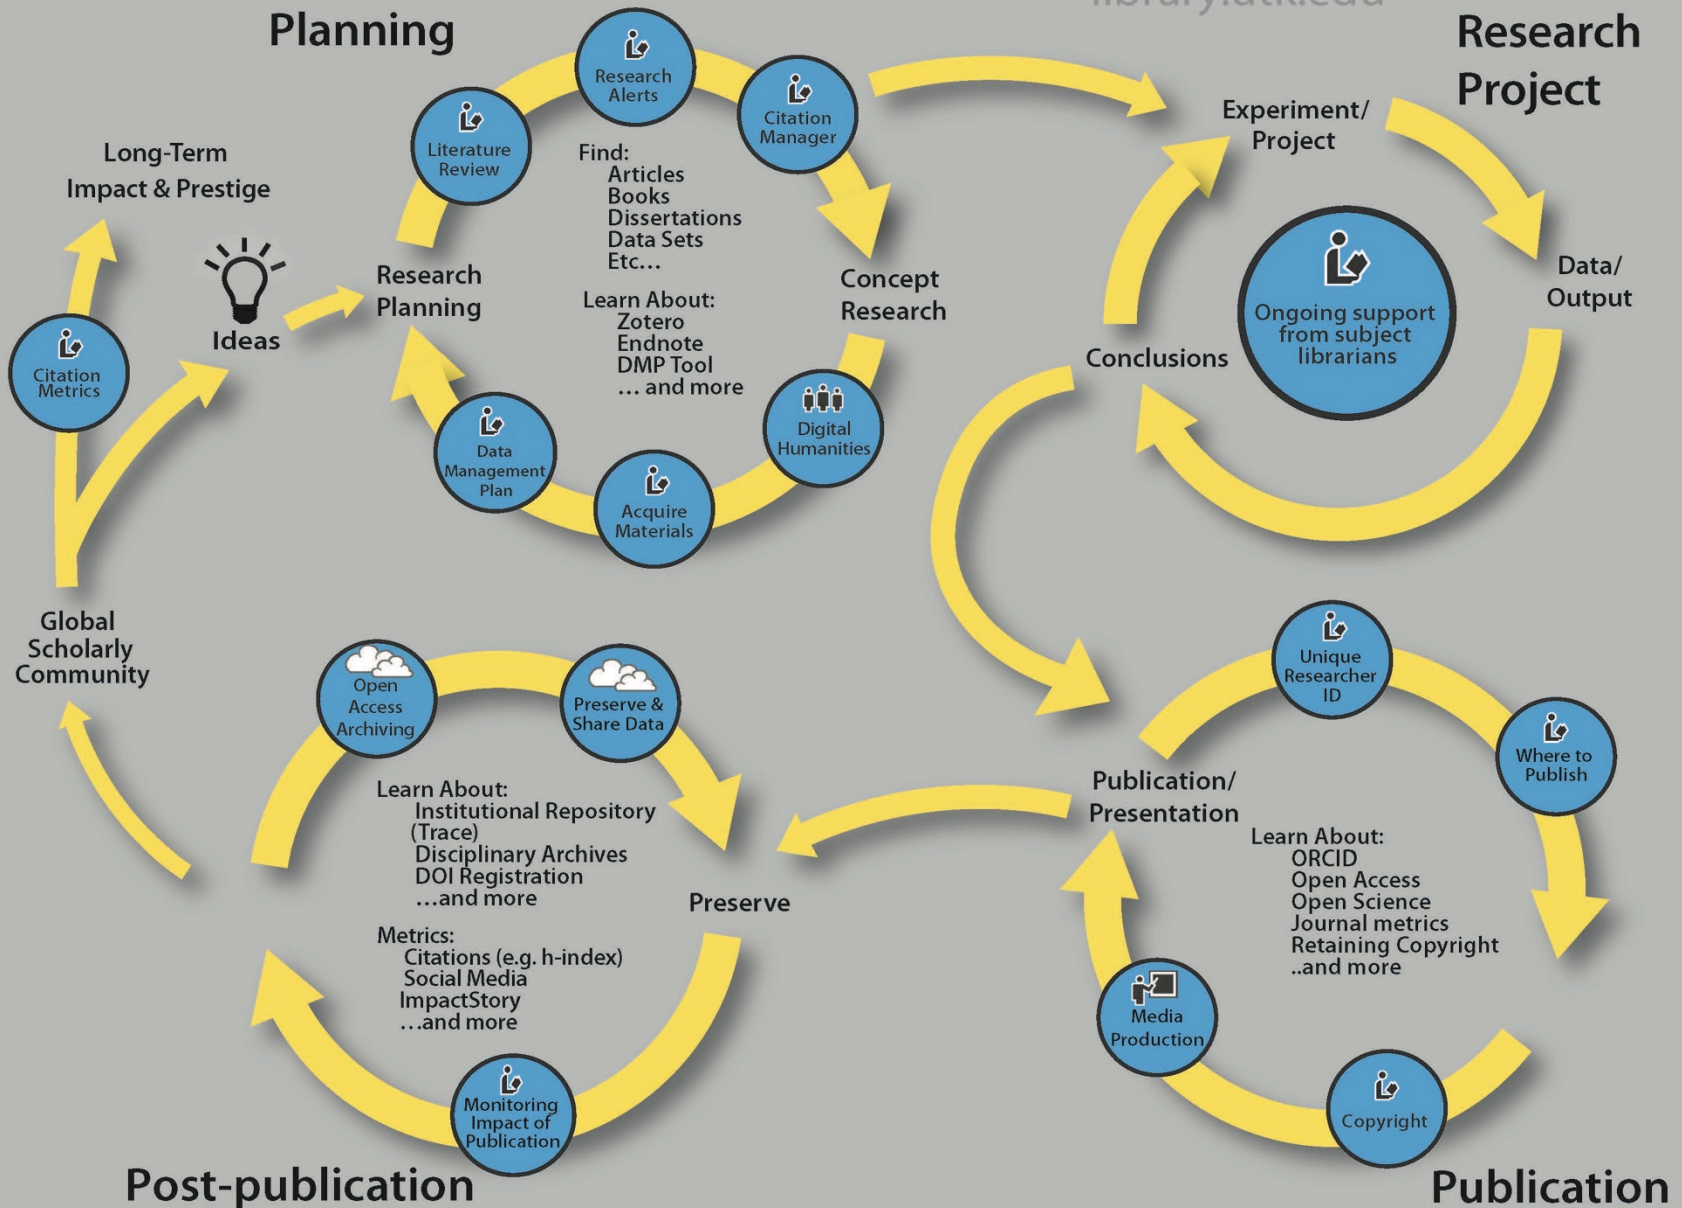 library.utk.edu
Planning
Research
Project
Research
Alerts
Citation
Manager
Literature
Review
Find:
Articles
Books
Dissertations
Data Sets
Etc...
Learn About:
Zotero
Endnote
DMP Tool
... and more
Research
Planning
Concept
Research
Digital
Humanities
Acquire
Materials
Data
Management
Plan
Long-Term
Impact & Prestige
Ideas
Citation
Metrics
Global
Scholarly
Community
Experiment/
Project
Data/
Output
Conclusions
Ongoing support
from subject
librarians
Open
Access
Archiving
Preserve &
Share Data
Learn About:
Institutional Repository
(Trace)
Disciplinary Archives
DOI Registration
...and more
Metrics:
Citations (e.g. h-index)
Social Media
ImpactStory
...and more
Preserve
Monitoring
Impact of
Publication
Post-publication
Unique
Researcher
ID
Where to
Publish
Publication/
Presentation
Learn About:
ORCID
Open Access
Open Science
Journal metrics
Retaining Copyright
..and more
Media
Production
Copyright
Publication